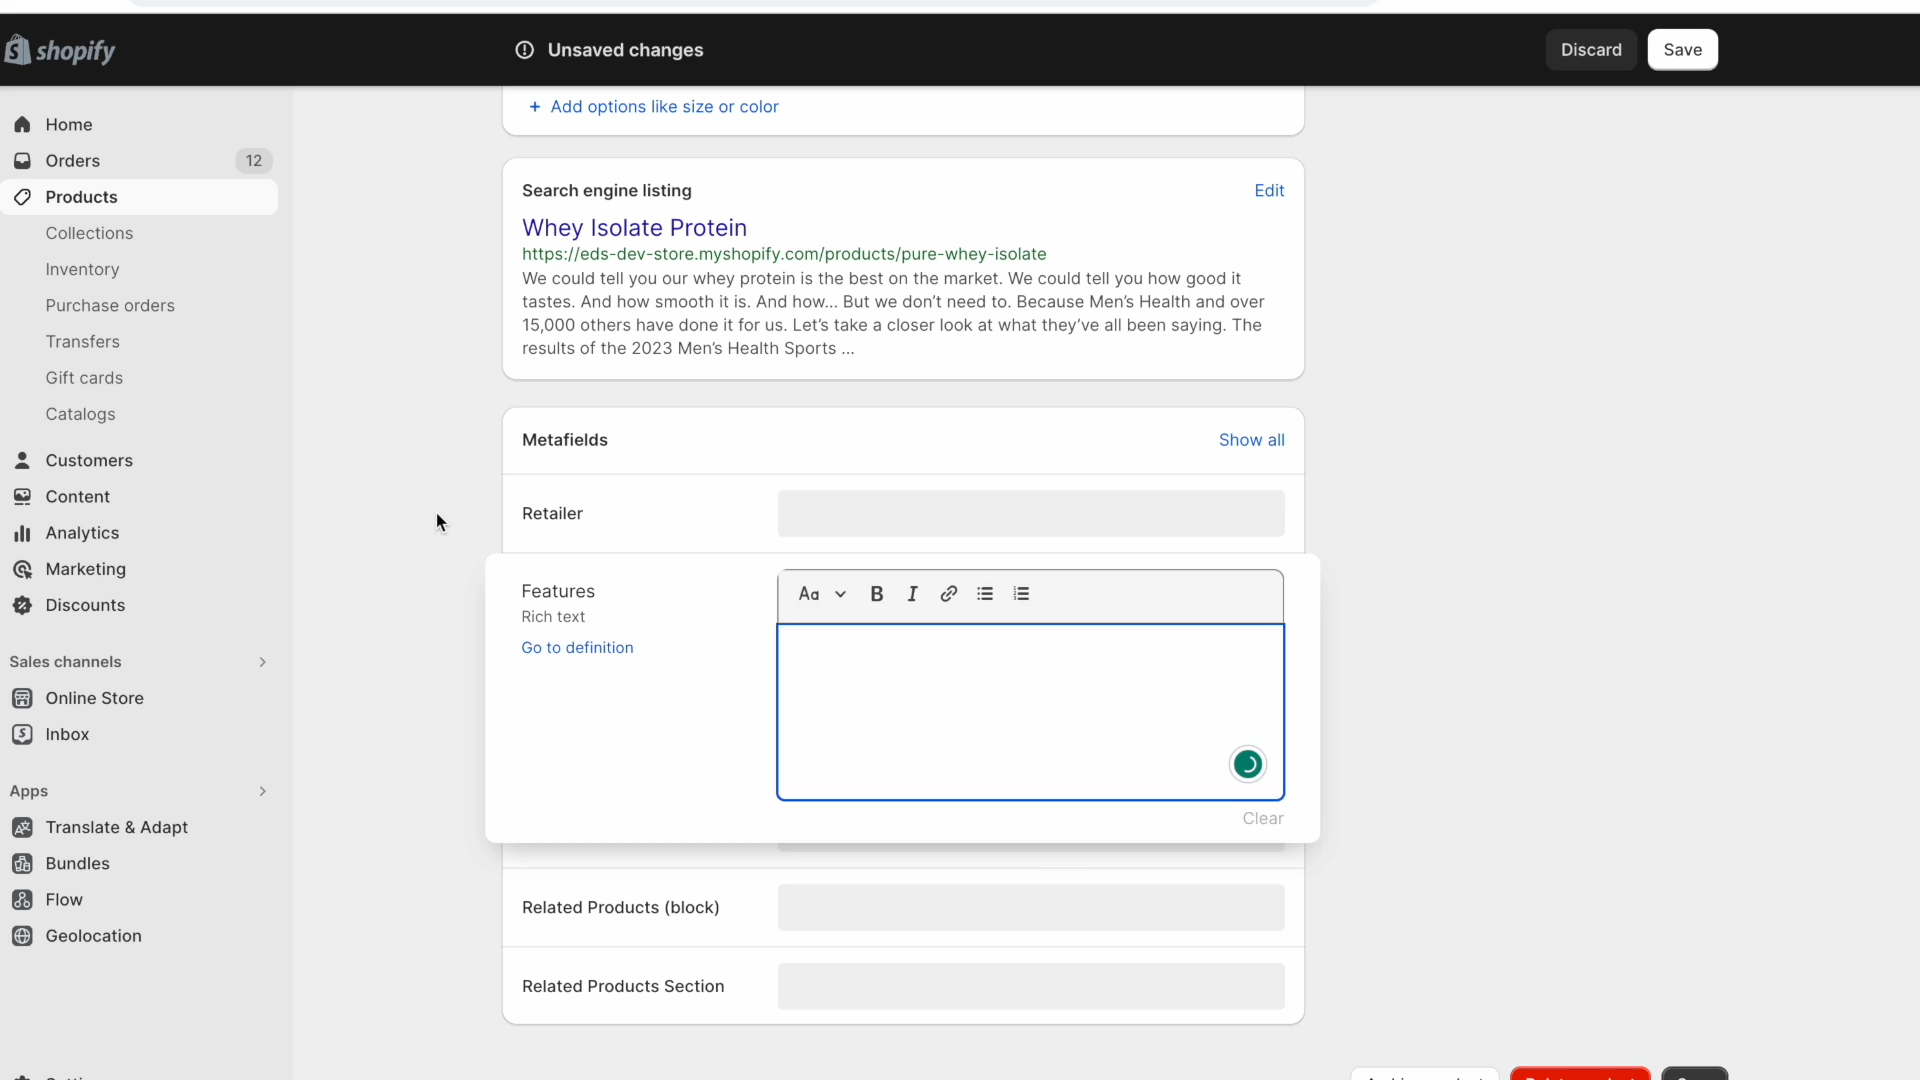 shopify
Unsaved changes
Discard
Save
Home
Orders
12
Products
Collections
Inventory
Purchase orders
Transfers
Gift cards
Catalogs
Customers
Content
Analytics
Marketing
Discounts
Sales channels
Online Store
Inbox
Apps
Translate & Adapt
Bundles
Flow
Geolocation
+ Add options like size or color
Search engine listing
Edit
Whey Isolate Protein
https://eds-dev-store.myshopify.com/products/pure-whey-isolate
We could tell you our whey protein is the best on the market. We could tell you how good it
tastes. And how smooth it is. And how... But we don't need to. Because Men's Health and over
15,000 others have done it for us. Let's take a closer look at what they've all been saying. The
results of the 2023 Men's Health Sports ...
Metafields
Show all
Retailer
Features
Rich text
Go to definition
Aa
B
I
Clear
Related Products (block)
Related Products Section